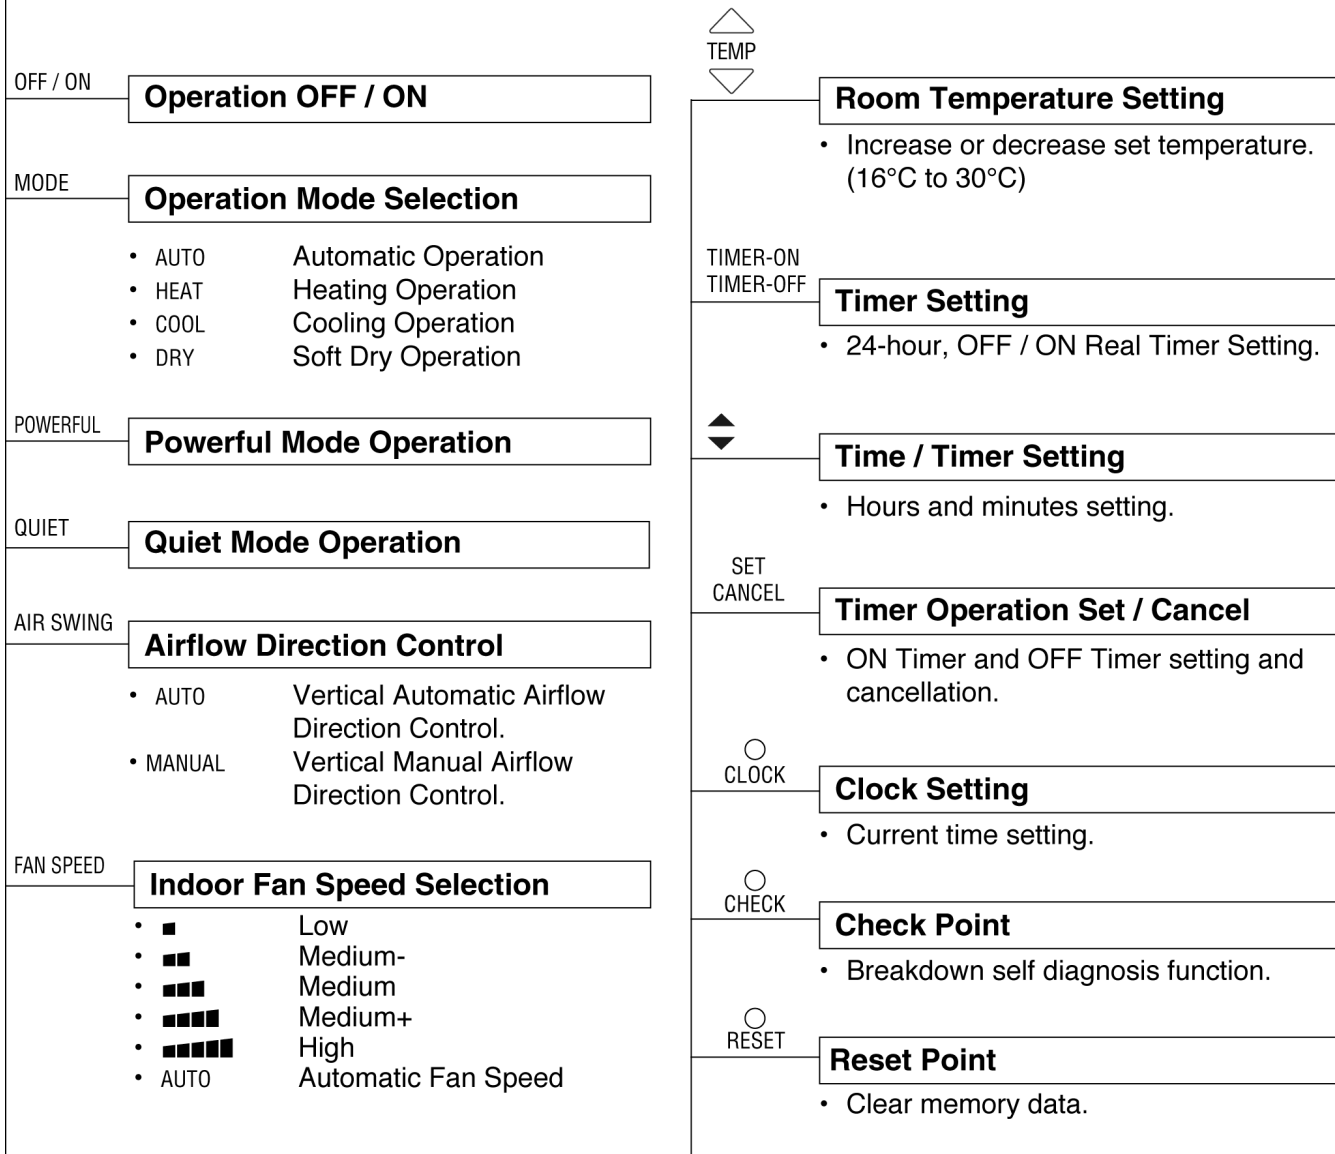 OFF / ON
Operation OFF / ON
MODE
Operation Mode Selection
• AUTO Automatic Operation
• HEAT Heating Operation
• COOL Cooling Operation
• DRY Soft Dry Operation
POWERFUL
Powerful Mode Operation
QUIET
Quiet Mode Operation
AIR SWING
Airflow Direction Control
• AUTO Vertical Automatic Airflow
Direction Control.
• MANUAL Vertical Manual Airflow
Direction Control.
FAN SPEED
Indoor Fan Speed Selection
• Low
• Medium-
• Medium
• Medium+
• High
• AUTO Automatic Fan Speed
TEMP
Room Temperature Setting
• Increase or decrease set temperature.
(16°C to 30°C)
TIMER-ON
TIMER-OFF
Timer Setting
• 24-hour, OFF / ON Real Timer Setting.
Time / Timer Setting
• Hours and minutes setting.
SET
CANCEL
Timer Operation Set / Cancel
• ON Timer and OFF Timer setting and
cancellation.
CLOCK
Clock Setting
• Current time setting.
CHECK
Check Point
• Breakdown self diagnosis function.
RESET
Reset Point
• Clear memory data.